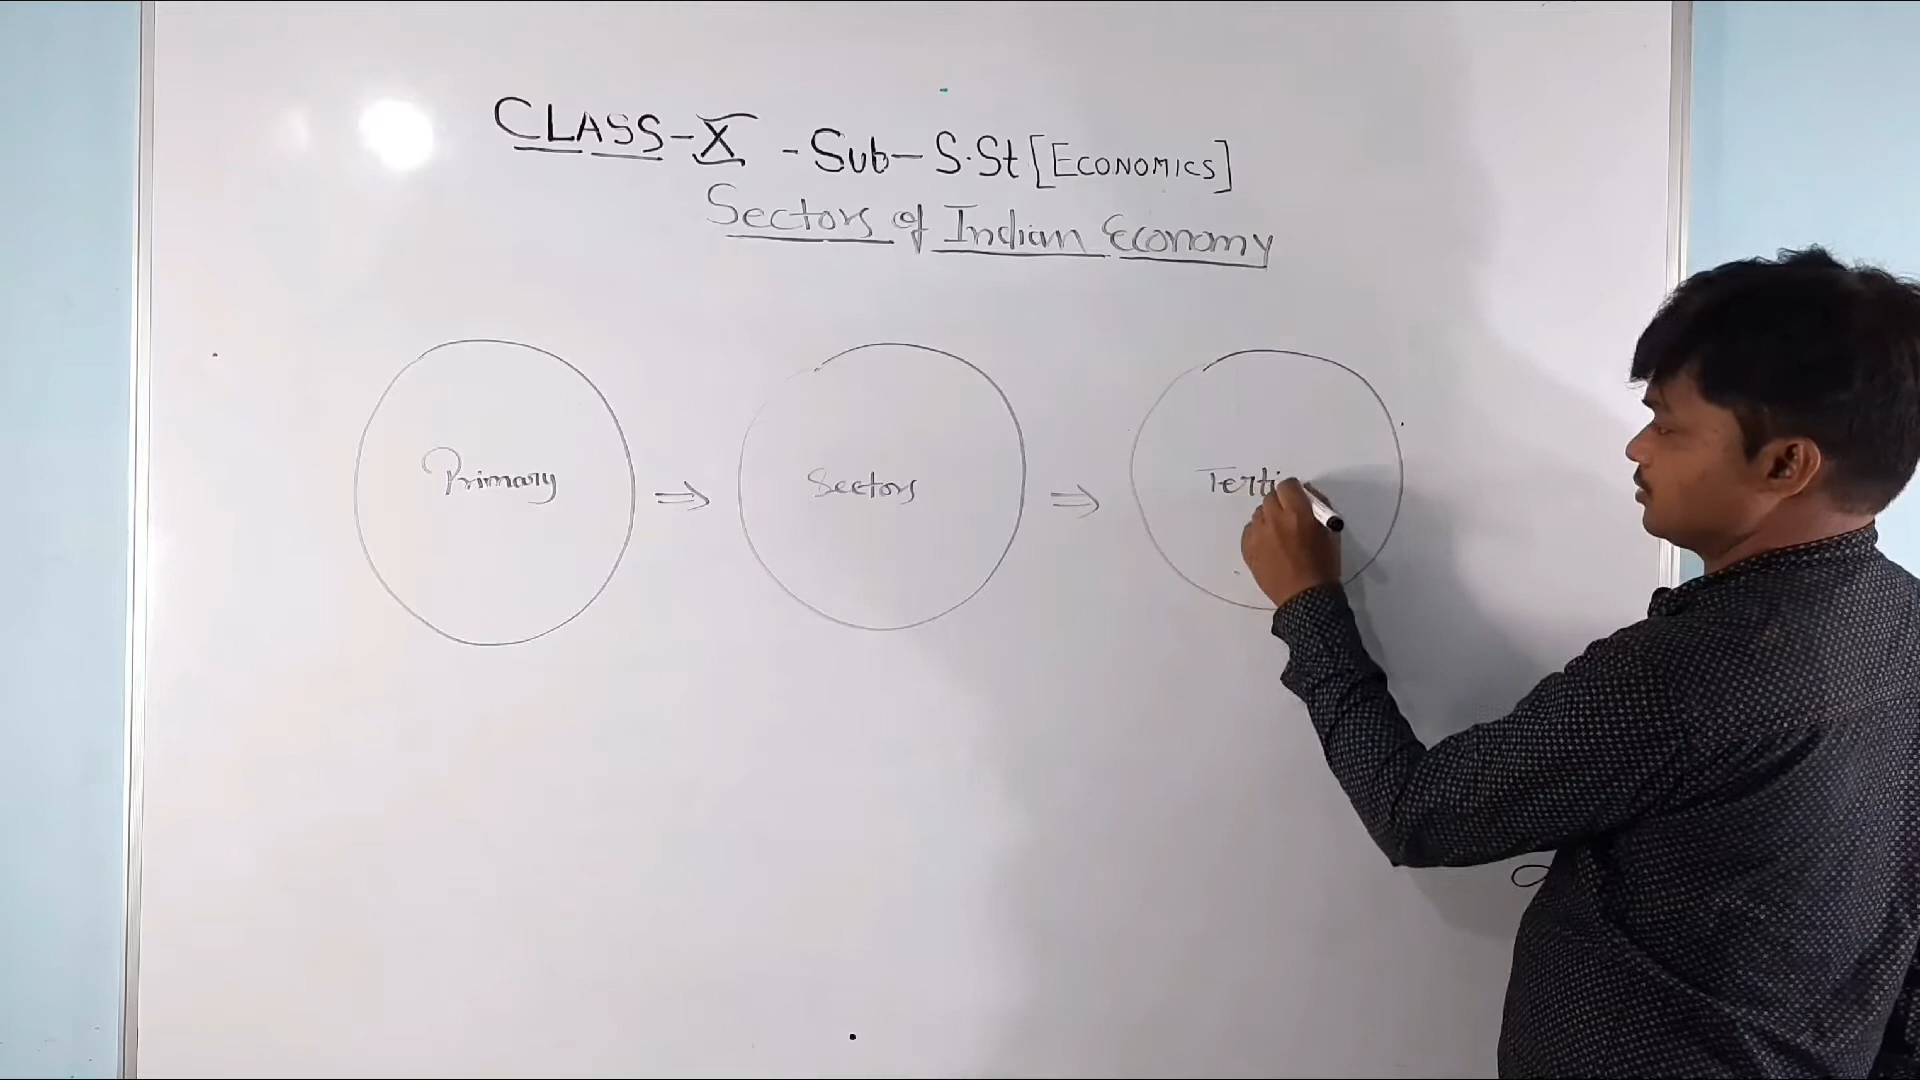 CLASS-X - Sub-S.St [ECONOMICS]
Sectors of Indian Economy
Primary ⇒ Sectors ⇒ Terti